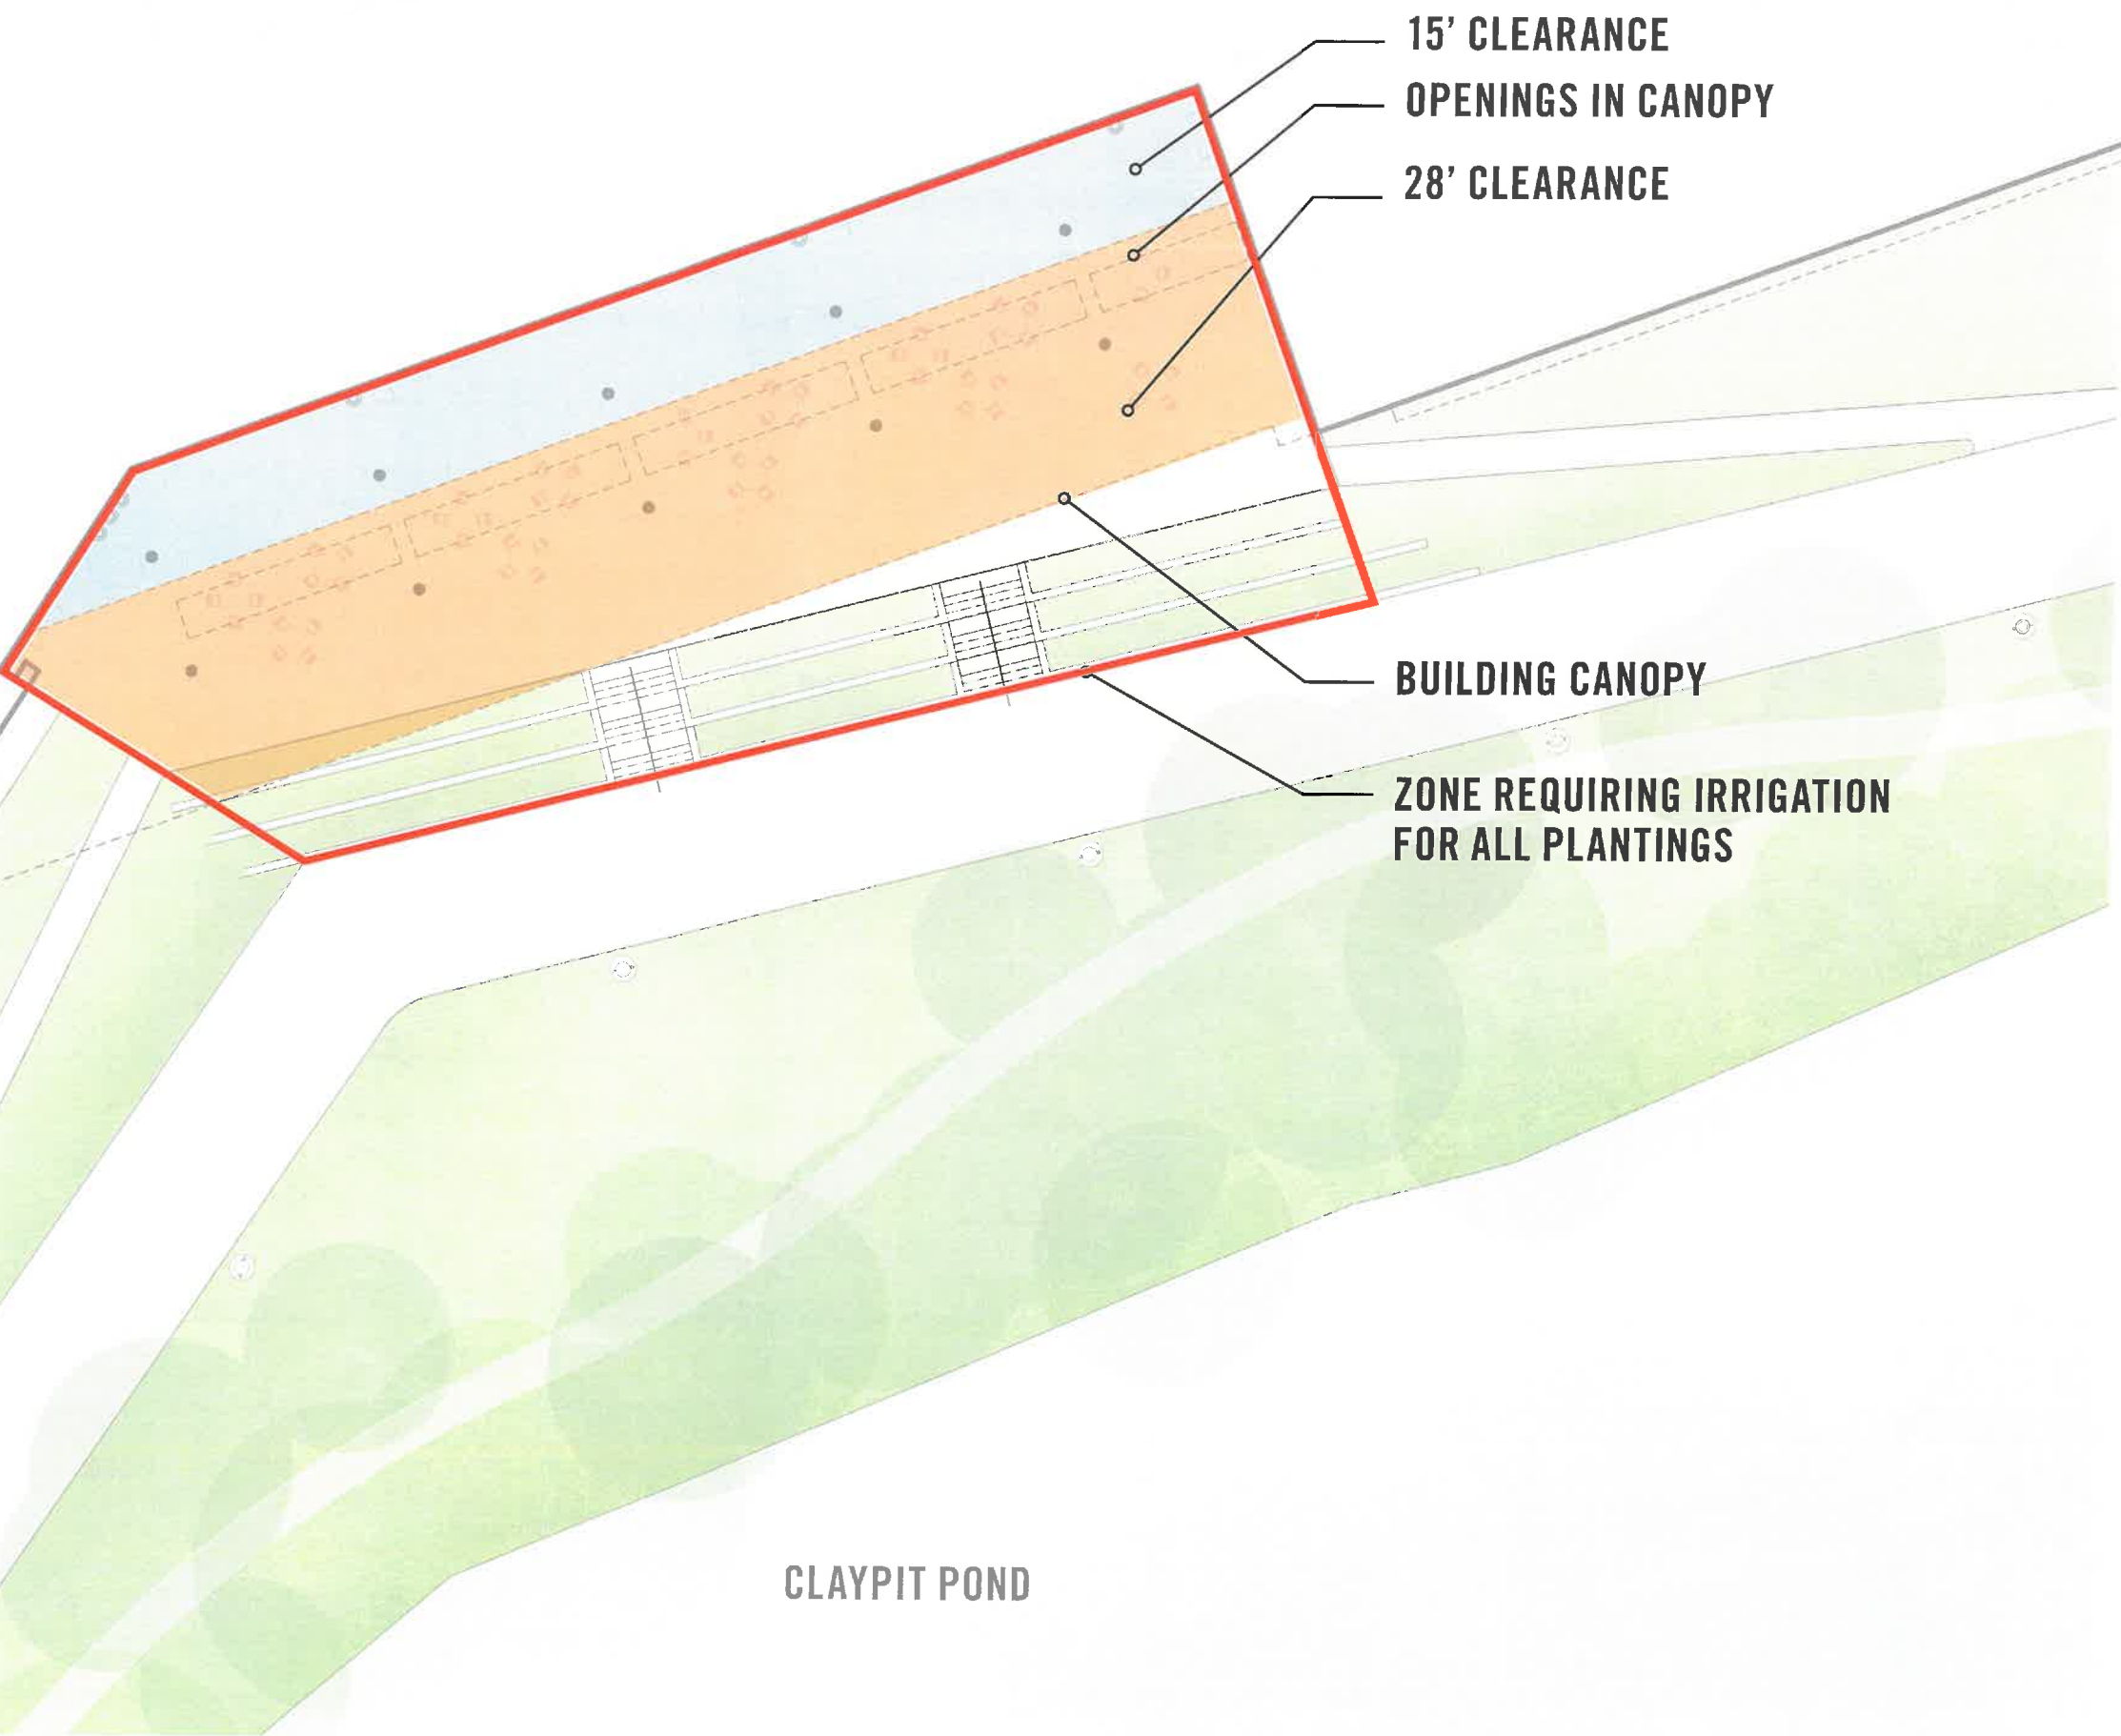 15' CLEARANCE
OPENINGS IN CANOPY
28' CLEARANCE
BUILDING CANOPY
ZONE REQUIRING IRRIGATION
FOR ALL PLANTINGS
CLAYPIT POND